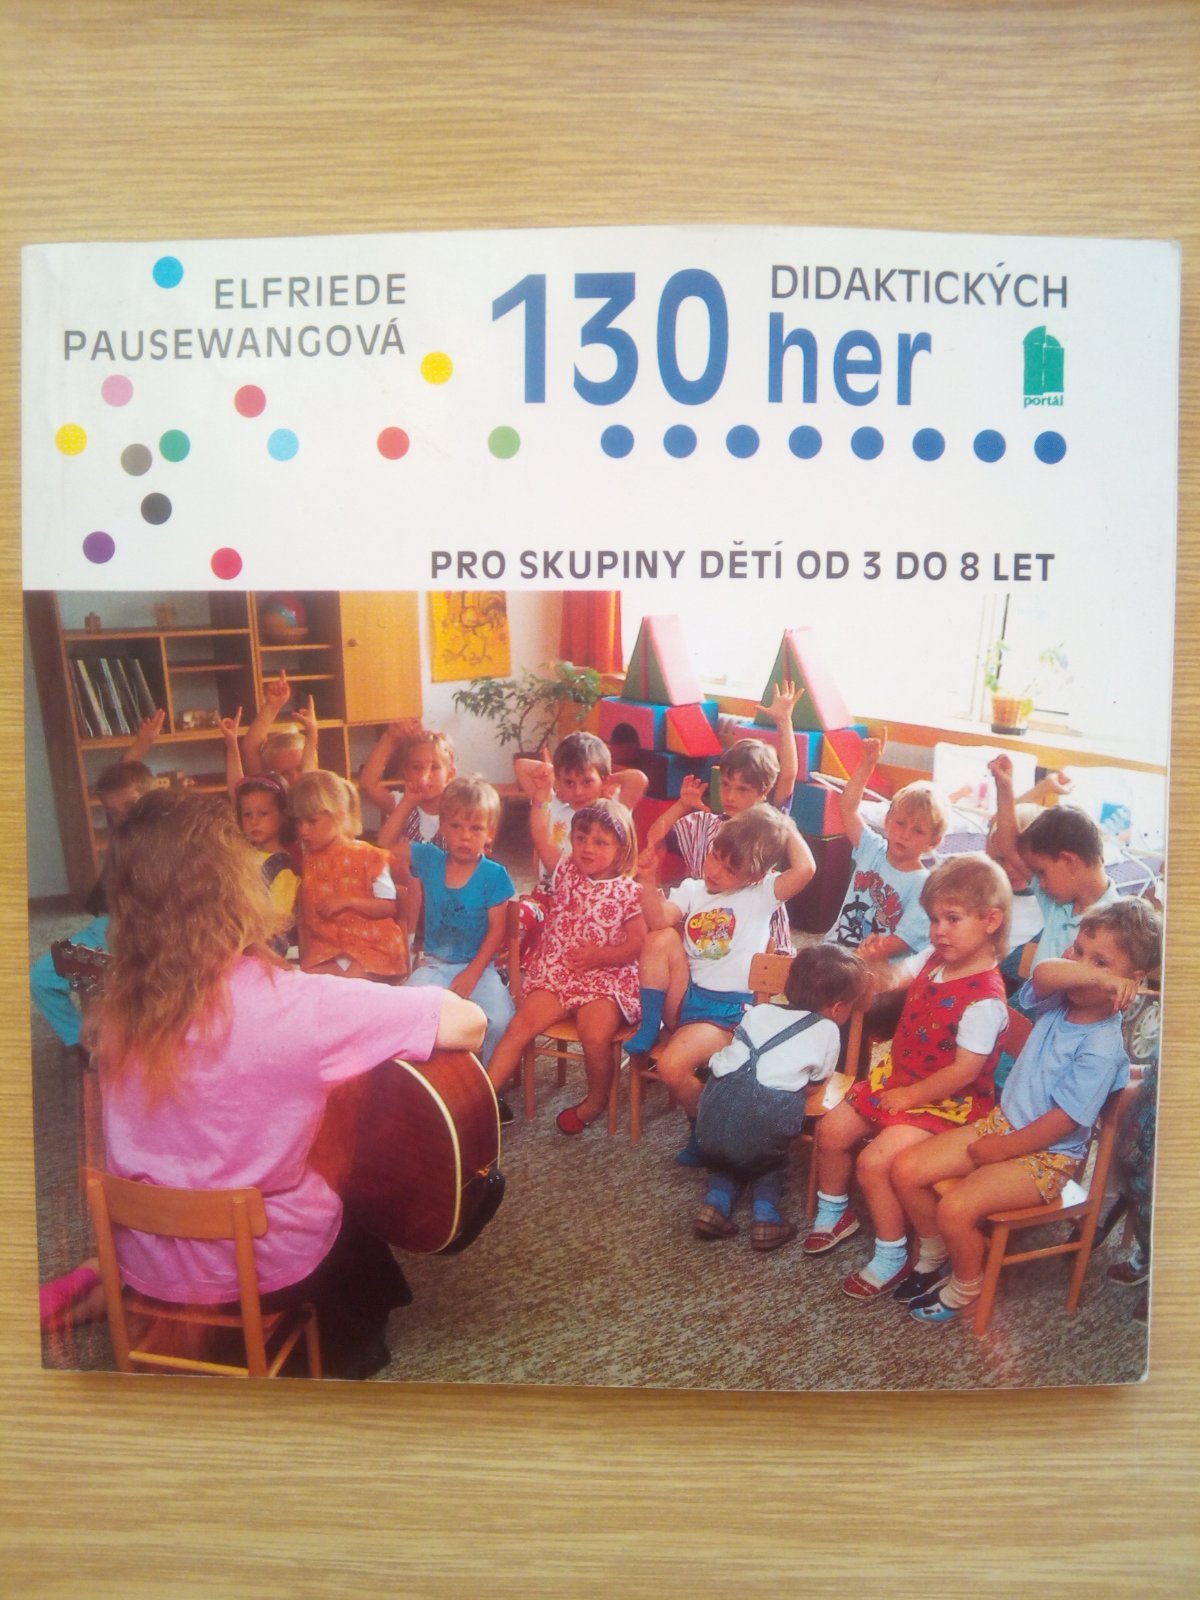 ELFRIEDE
PAUSEWANGOVÁ
130 DIDAKTICKÝCH
her
portál
PRO SKUPINY DĚTÍ OD 3 DO 8 LET